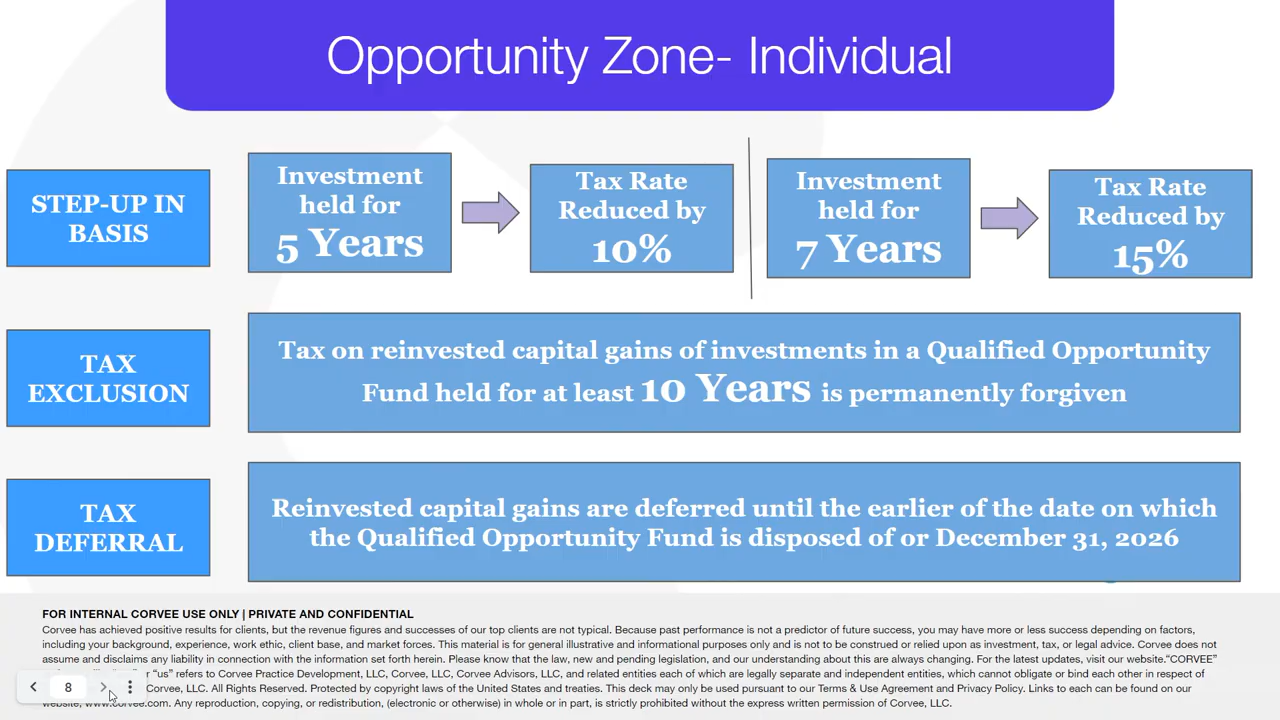 Opportunity Zone- Individual
STEP-UP IN
BASIS
Investment
held for
5 Years
Tax Rate
Reduced by
10%
Investment
held for
7 Years
Tax Rate
Reduced by
15%
TAX
EXCLUSION
Tax on reinvested capital gains of investments in a Qualified Opportunity
Fund held for at least 10 Years is permanently forgiven
TAX
DEFERRAL
Reinvested capital gains are deferred until the earlier of the date on which
the Qualified Opportunity Fund is disposed of or December 31, 2026
FOR INTERNAL CORVEE USE ONLY | PRIVATE AND CONFIDENTIAL
Corvee has achieved positive results for clients, but the revenue figures and successes of our top clients are not typical. Because past performance is not a predictor of future success, you may have more or less success depending on factors,
including your background, experience, work ethic, client base, and market forces. This material is for general illustrative and informational purposes only and is not to be construed or relied upon as investment, tax, or legal advice. Corvee does not
assume and disclaims any liability in connection with the information set forth herein. Please know that the law, new and pending legislation, and our understanding about this are always changing. For the latest updates, visit our website."CORVEE"
or "us" refers to Corvee Practice Development, LLC, Corvee, LLC, Corvee Advisors, LLC, and related entities each of which are legally separate and independent entities, which cannot obligate or bind each other in respect of
8
Corvee, LLC. All Rights Reserved. Protected by copyright laws of the United States and treaties. This deck may only be used pursuant to our Terms & Use Agreement and Privacy Policy. Links to each can be found on our
website, www.corvee.com. Any reproduction, copying, or redistribution, (electronic or otherwise) in whole or in part, is strictly prohibited without the express written permission of Corvee, LLC.